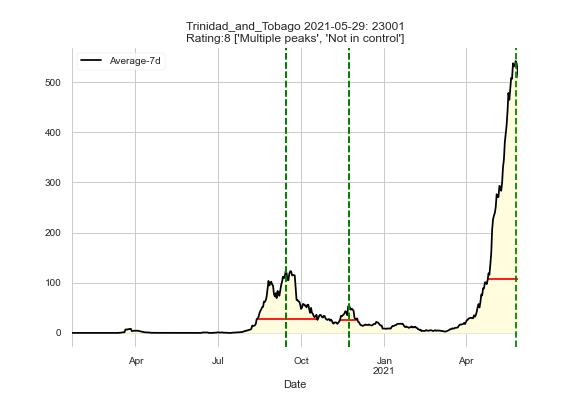 Trinidad_and_Tobago 2021-05-29: 23001
Rating:8 ['Multiple peaks', 'Not in control']
Average-7d
500
400
300
200
100
0
Apr
Jul
Oct
Jan
2021
Apr
Date